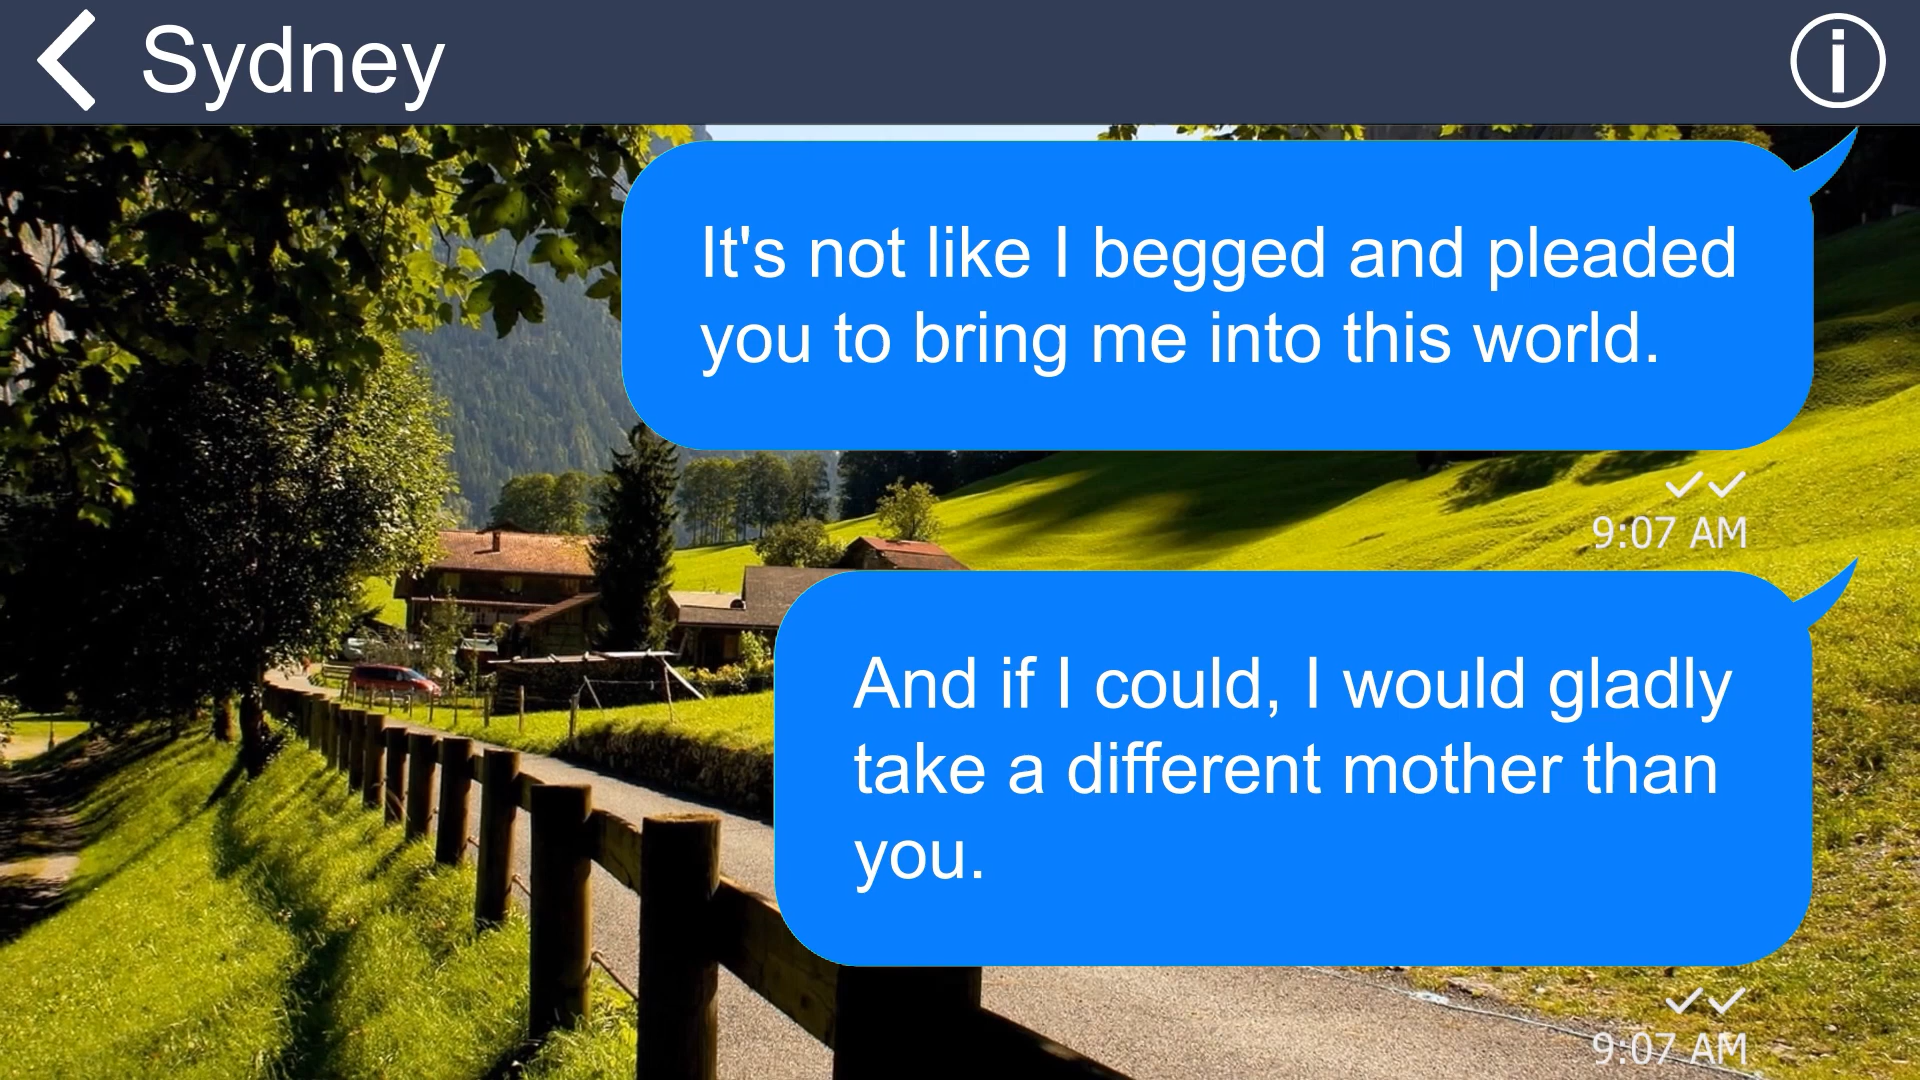 Sydney
It's not like I begged and pleaded
you to bring me into this world.
9:07 AM
And if I could, I would gladly
take a different mother than
you.
9:07 AM